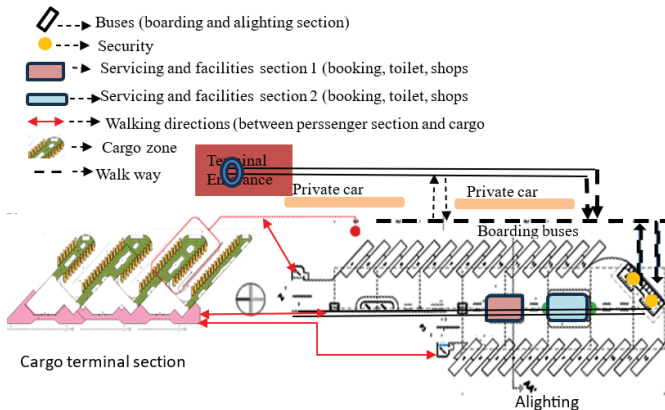 Buses (boarding and alighting section)
Security
Servicing and facilities section 1 (booking, toilet, shops
Servicing and facilities section 2 (booking, toilet, shops
Walking directions (between perssenger section and cargo
Cargo zone
Walk way
Terminal
Entrance
Private car
Private car
Boarding buses
Cargo terminal section
Alighting